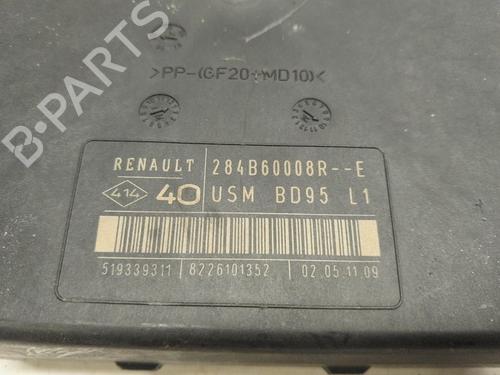 >PP-(GF20+MD10)<
RENAULT 284B60008R--E
414 40 USM BD95 L1
519339311 8226101352 02.05.11.09
B-PARTS